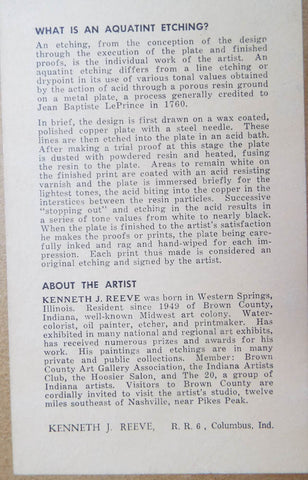 WHAT IS AN AQUATINT ETCHING?
An etching, from the conception of the design
through the execution of the plate and finished
proofs, is the individual work of the artist. An
aquatint etching differs from a line etching or
drypoint in its use of various tonal values obtained
by the action of acid through a porous resin ground
on a metal plate, a process generally credited to
Jean Baptiste LePrince in 1760.
In brief, the design is first drawn on a wax coated,
polished copper plate with a steel needle. These
lines are then etched into the plate in an acid bath.
After making a trial proof at this stage the plate
is dusted with powdered resin and heated, fusing
the resin to the plate. Areas to remain white on
the finished print are coated with an acid resisting
varnish and the plate is immersed briefly for the
lightest tones, the acid biting into the copper in the
interstices between the resin particles. Successive
"stopping out" and etching in the acid results in
a series of tone values from white to nearly black.
When the plate is finished to the artist's satisfaction
he makes the proofs or prints, the plate being care-
fully inked and rag and hand-wiped for each im-
pression. Each print thus made is considered an
original etching and signed by the artist.
ABOUT THE ARTIST
KENNETH J. REEVE was born in Western Springs,
Illinois. Resident since 1949 of Brown County,
Indiana, well-known Midwest art colony. Water-
colorist, oil painter, etcher, and printmaker. Has
exhibited in many national and regional art exhibits,
has received numerous prizes and awards for his
work. His paintings and etchings are in many
private and public collections. Member: Brown
County Art Gallery Association, the Indiana Artists
Club, the Hoosier Salon, and The 20, a group of
Indiana artists. Visitors to Brown County are
cordially invited to visit the artist's studio, twelve
miles southeast of Nashville, near Pikes Peak.
KENNETH J. REEVE, R. R. 6, Columbus, Ind.